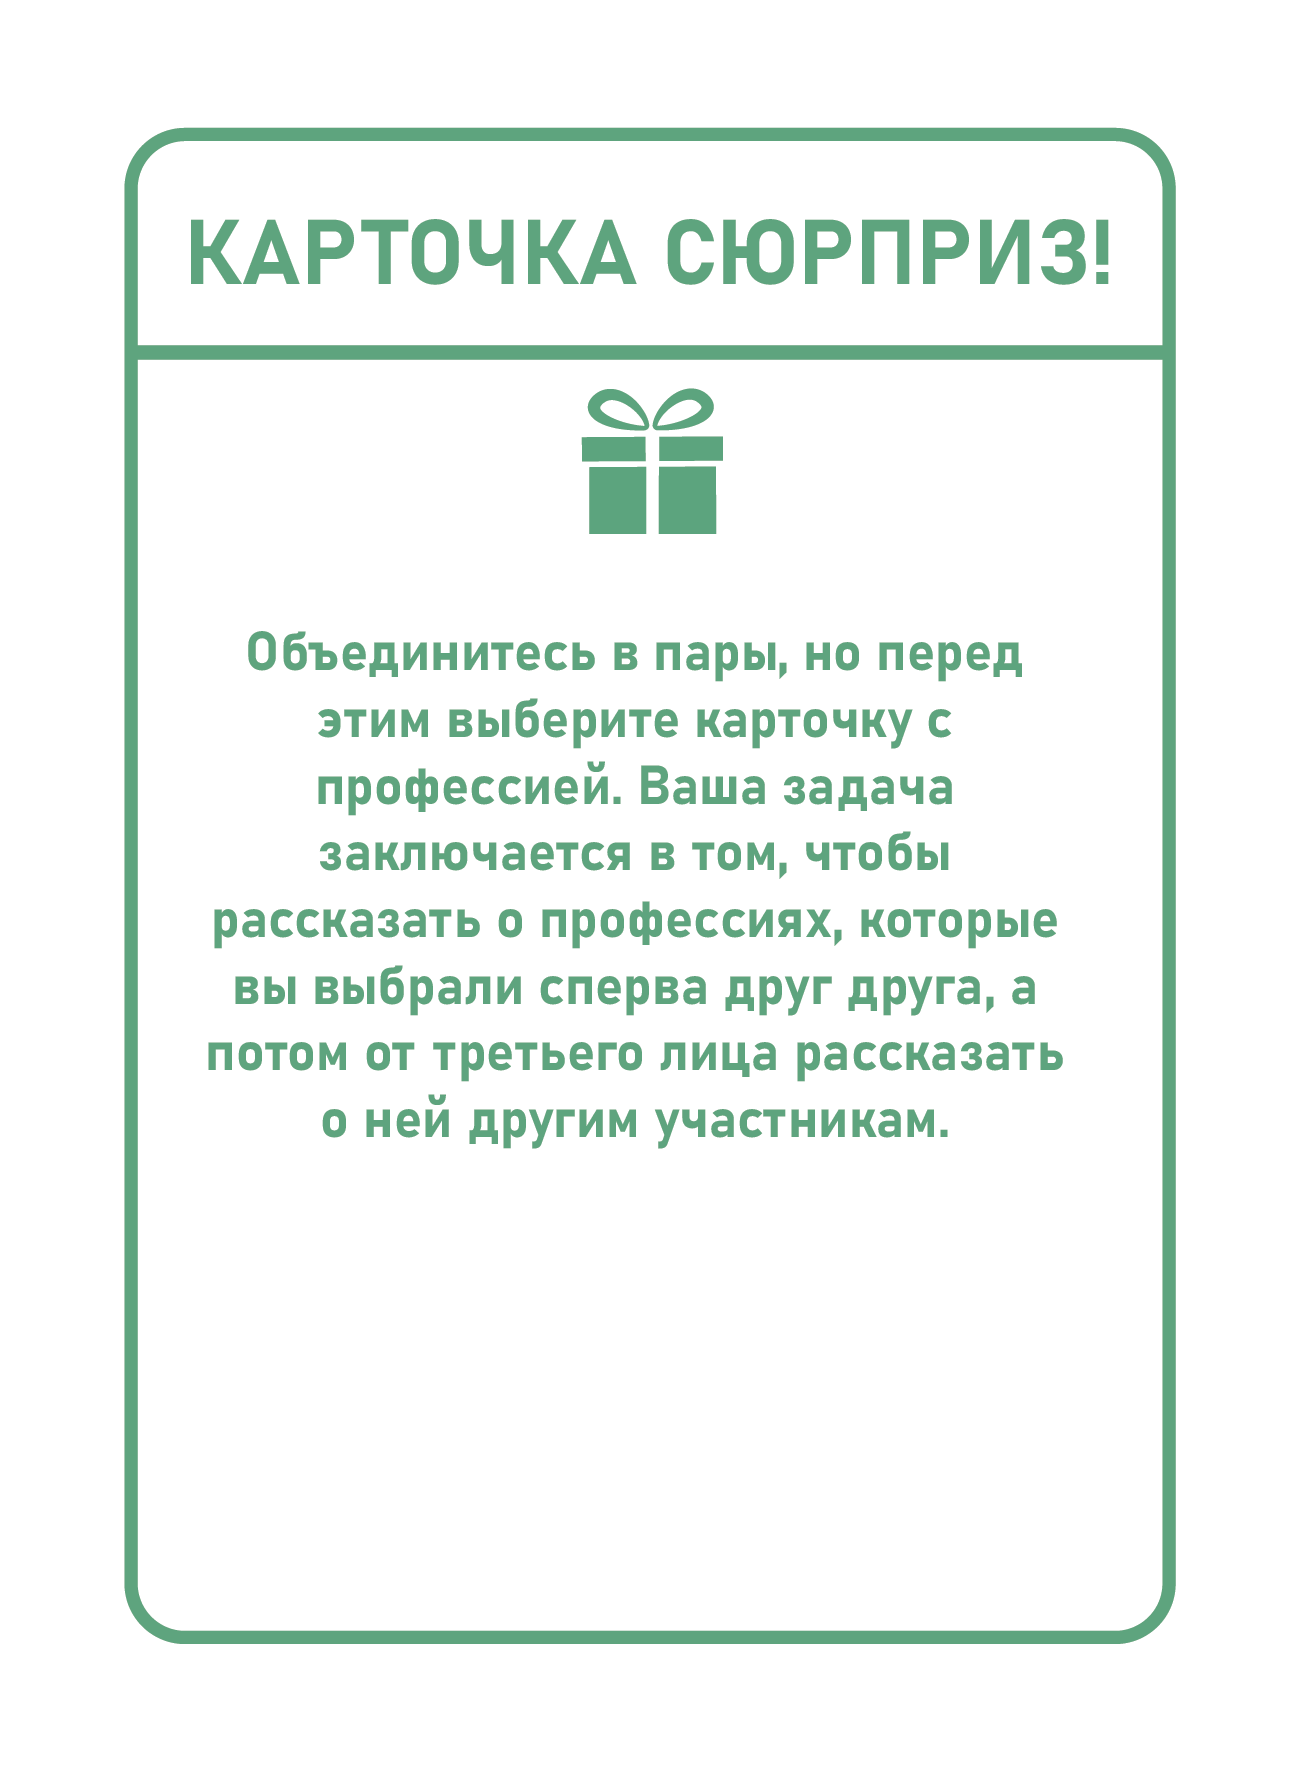 КАРТОЧКА СЮРПРИЗ!
Объединитесь в пары, но перед
этим выберите карточку с
профессией. Ваша задача
заключается в том, чтобы
рассказать о профессиях, которые
вы выбрали сперва друг друга, а
потом от третьего лица рассказать
о ней другим участникам.